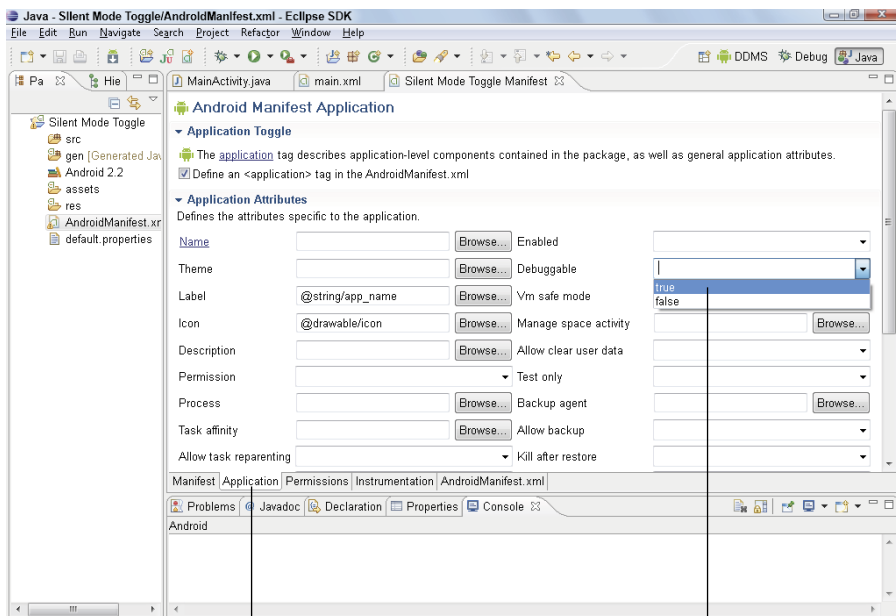 Java - Silent Mode Toggle/AndroidManifest.xml - Eclipse SDK
File Edit Run Navigate Search Project Refactor Window Help
DDMS Debug Java
Pa Hie
MainActivity.java main.xml Silent Mode Toggle Manifest
Silent Mode Toggle
src
gen [Generated Jav
Android 2.2
assets
res
AndroidManifest.xr
default.properties
Android Manifest Application
Application Toggle
The application tag describes application-level components contained in the package, as well as general application attributes.
Define an <application> tag in the AndroidManifest.xml
Application Attributes
Defines the attributes specific to the application.
Name Browse... Enabled
Theme Browse... Debuggable
true
Label @string/app_name Browse... Vm safe mode
false
Icon @drawable/icon Browse... Manage space activity Browse...
Description Browse... Allow clear user data
Permission Test only
Process Browse... Backup agent Browse...
Task affinity Browse... Allow backup
Allow task reparenting Kill after restore
Manifest Application Permissions Instrumentation AndroidManifest.xml
Problems @ Javadoc Declaration Properties Console
Android